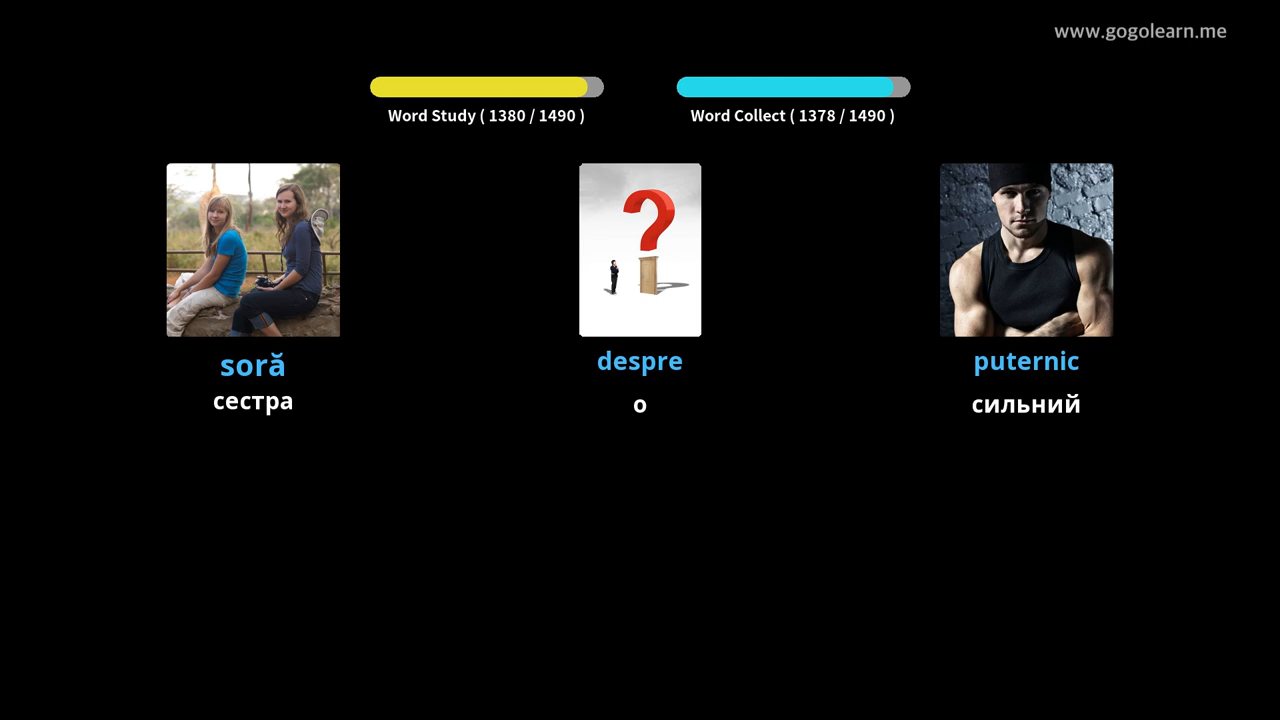 www.gogolearn.me
Word Study ( 1380 / 1490 )
Word Collect ( 1378 / 1490 )
soră
сестра
despre
о
puternic
сильний